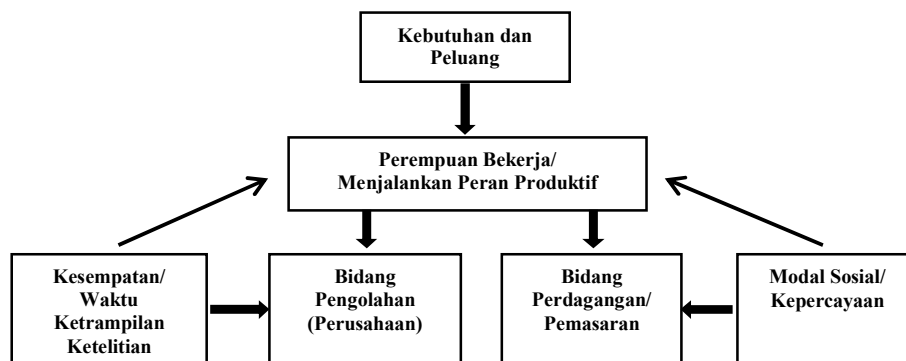 Kebutuhan dan
Peluang
Perempuan Bekerja/
Menjalankan Peran Produktif
Kesempatan/
Waktu
Ketrampilan
Ketelitian
Bidang
Pengolahan
(Perusahaan)
Bidang
Perdagangan/
Pemasaran
Modal Sosial/
Kepercayaan